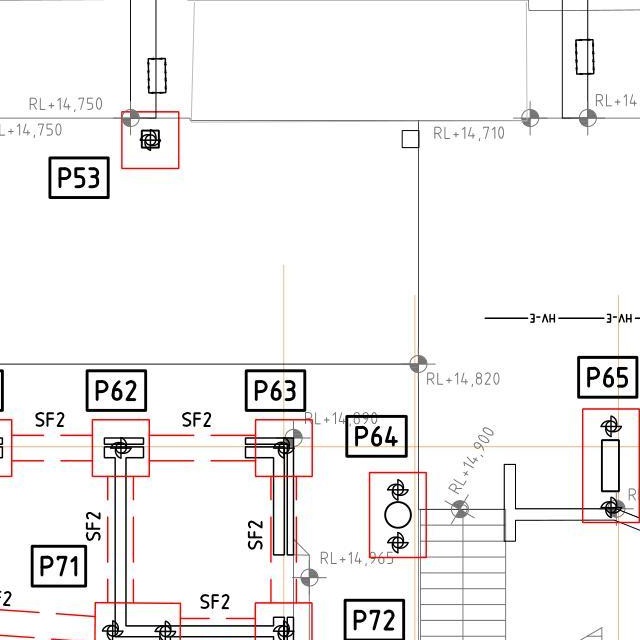 RL+14,750
L+14,750
RL+14
RL+14,710
P53
HV-E
HV-E
RL+14,820
P62
P63
P65
SF2
SF2
RL+14,890
P64
RL+14,900
R
SF2
SF2
P71
RL+14,965
F2
SF2
P72